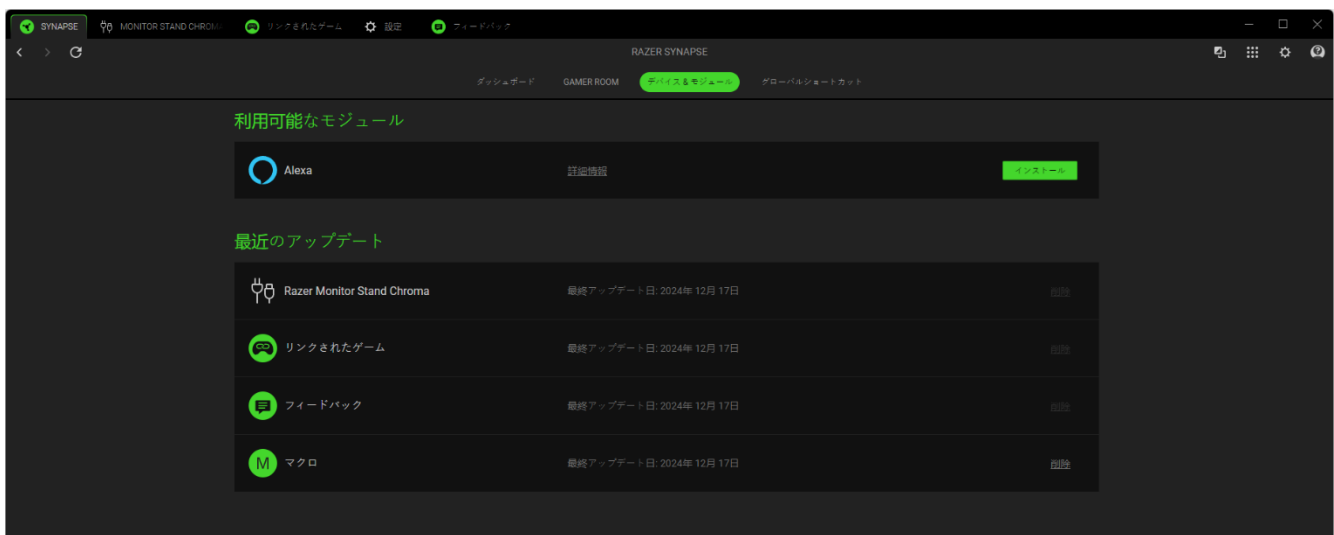 SYNAPSE MONITOR STAND CHROMA リンクされたゲーム 設定 フィードバック
RAZER SYNAPSE
ダッシュボード GAMER ROOM デバイス & モジュール グローバルショートカット
利用可能なモジュール
Alexa 詳細情報 インストール
最近のアップデート
Razer Monitor Stand Chroma 最終アップデート日: 2024年 12月 17日 削除
リンクされたゲーム 最終アップデート日: 2024年 12月 17日 削除
フィードバック 最終アップデート日: 2024年 12月 17日 削除
M マクロ 最終アップデート日: 2024年 12月 17日 削除